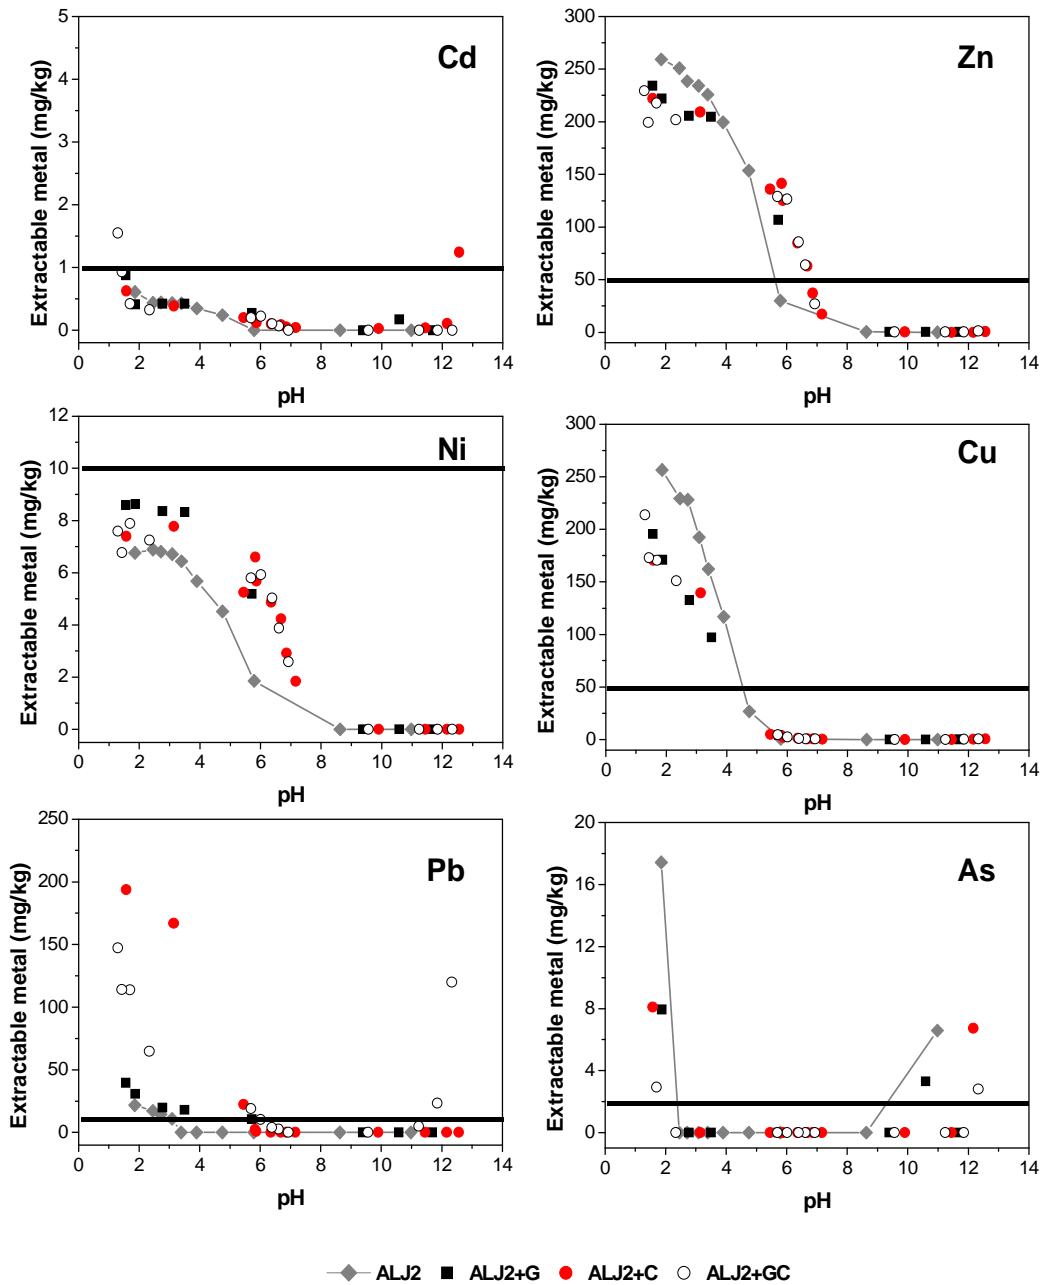 5
4
3
2
1
0
Extractable metal (mg/kg)
Cd
0 2 4 6 8 10 12 14
pH
300
250
200
150
100
50
0
Extractable metal (mg/kg)
Zn
0 2 4 6 8 10 12 14
pH
12
10
8
6
4
2
0
Extractable metal (mg/kg)
Ni
0 2 4 6 8 10 12 14
pH
300
250
200
150
100
50
0
Extractable metal (mg/kg)
Cu
0 2 4 6 8 10 12 14
pH
250
200
150
100
50
0
Extractable metal (mg/kg)
Pb
0 2 4 6 8 10 12 14
pH
20
16
12
8
4
0
Extractable metal (mg/kg)
As
0 2 4 6 8 10 12 14
pH
ALJ2 ALJ2+G ALJ2+C ALJ2+GC